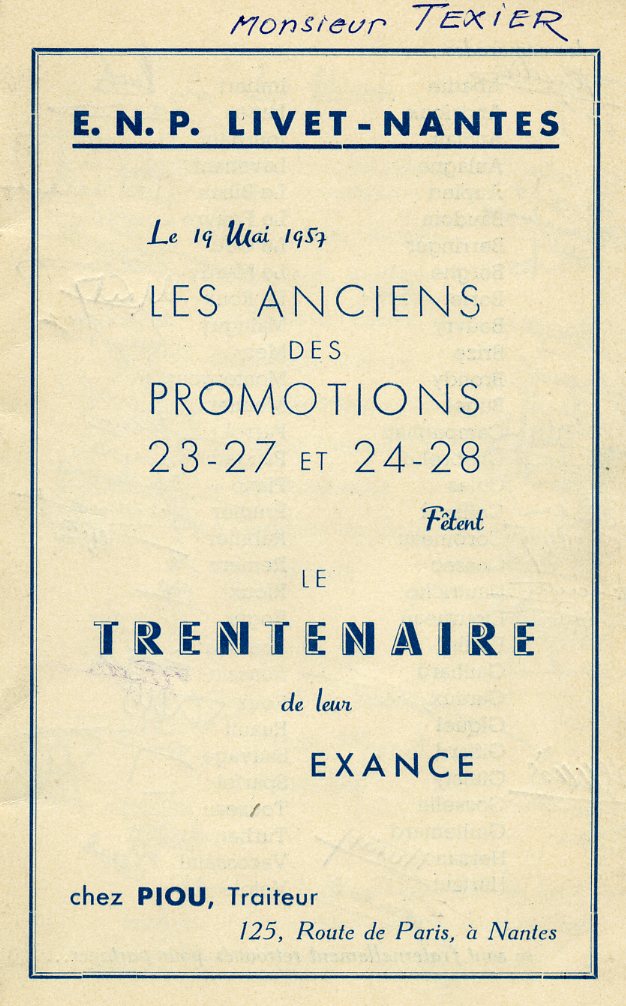 Monsieur TEXIER
E. N. P. LIVET - NANTES
Le 19 Mai 1957
LES ANCIENS
DES
PROMOTIONS
23-27 ET 24-28
Fêtent
LE
TRENTENAIRE
de leur
EXANCE
chez PIOU, Traiteur
125, Route de Paris, à Nantes